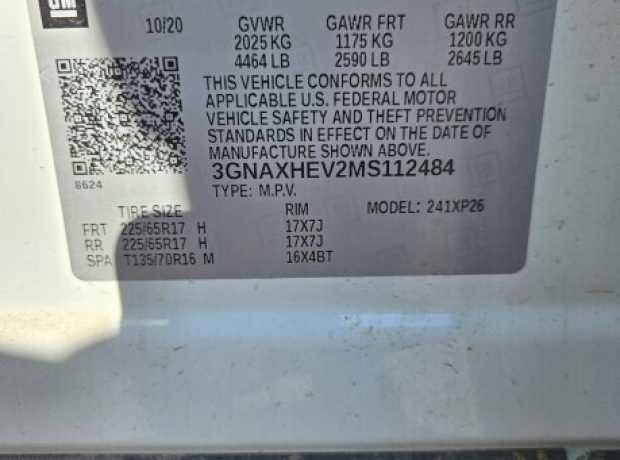 GM
10/20 GVWR GAWR FRT GAWR RR
2025 KG 1175 KG 1200 KG
4464 LB 2590 LB 2645 LB
THIS VEHICLE CONFORMS TO ALL
APPLICABLE U.S. FEDERAL MOTOR
VEHICLE SAFETY AND THEFT PREVENTION
STANDARDS IN EFFECT ON THE DATE OF
MANUFACTURE SHOWN ABOVE.
3GNAXHEV2MS112484
8624
TYPE: M.P.V.
TIRE SIZE RIM MODEL: 241XP26
FRT 225/65R17 H 17X7J
RR 225/65R17 H 17X7J
SPA T135/70R16 M 16X4BT